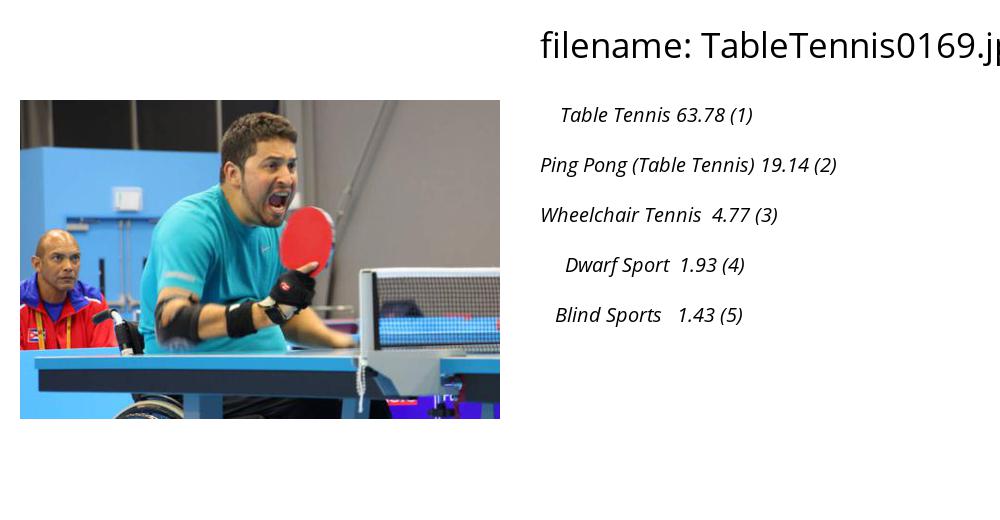 filename: TableTennis0169.jp
Table Tennis 63.78 (1)
Ping Pong (Table Tennis) 19.14 (2)
Wheelchair Tennis 4.77 (3)
Dwarf Sport 1.93 (4)
Blind Sports 1.43 (5)